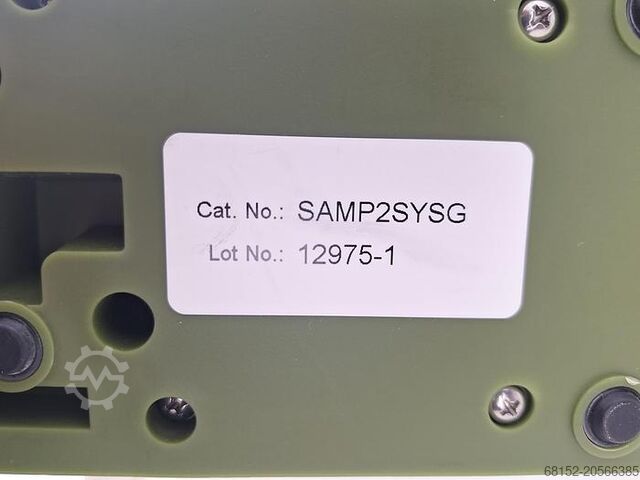 Cat. No.: SAMP2SYSG
Lot No.: 12975-1
68152-20566385